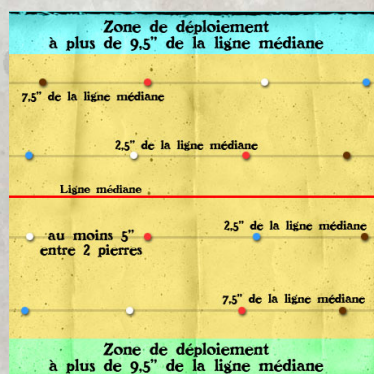 Zone de déploiement
à plus de 9,5" de la ligne médiane
7,5" de la ligne médiane
2,5" de la ligne médiane
Ligne médiane
au moins 5"
entre 2 pierres
2,5" de la ligne médiane
7,5" de la ligne médiane
Zone de déploiement
à plus de 9,5" de la ligne médiane